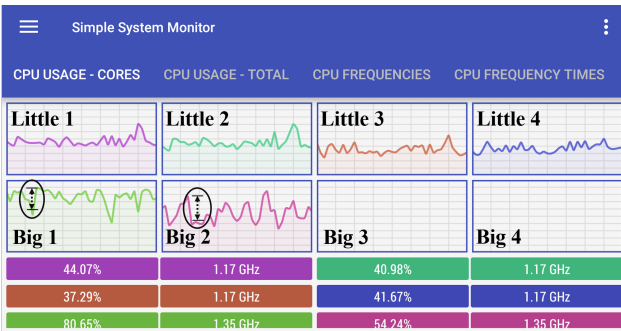 Simple System Monitor
CPU USAGE - CORES CPU USAGE - TOTAL CPU FREQUENCIES CPU FREQUENCY TIMES
Little 1 Little 2 Little 3 Little 4
Big 1 Big 2 Big 3 Big 4
44.07% 1.17 GHz 40.98% 1.17 GHz
37.29% 1.17 GHz 41.67% 1.17 GHz
80.65% 1.35 GHz 54.24% 1.17 GHz